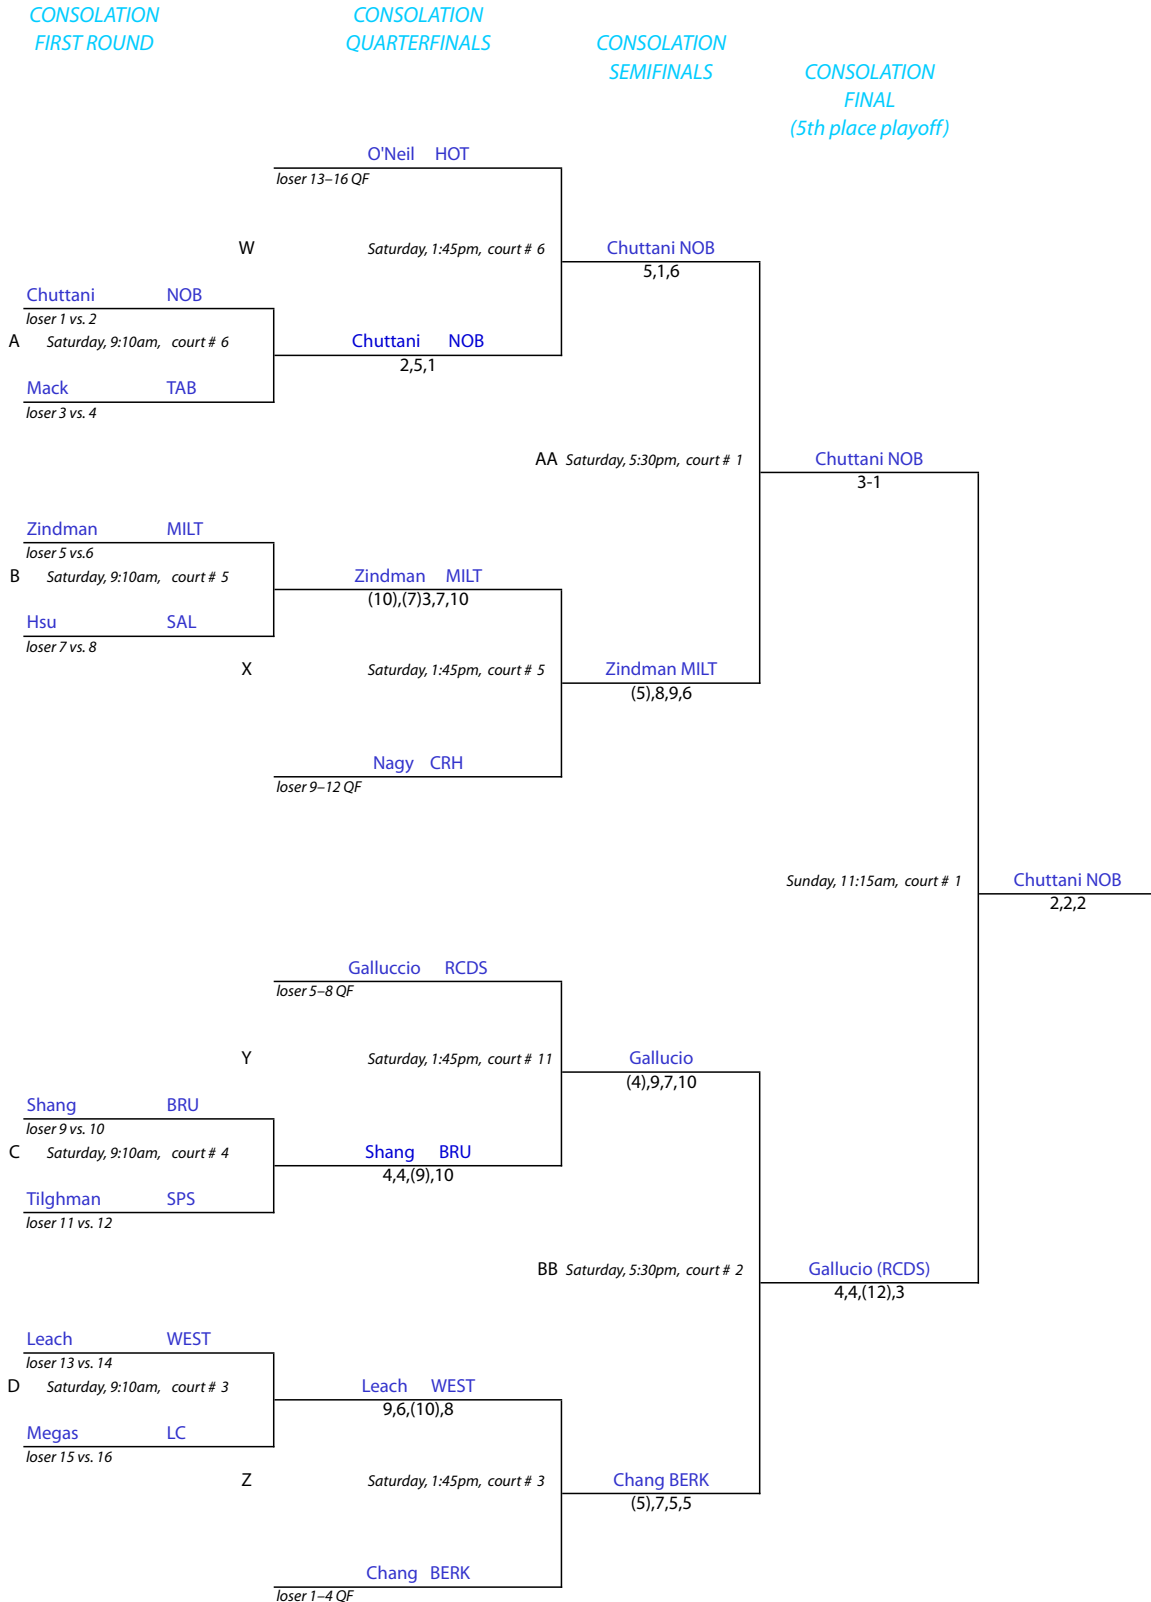 CONSOLATION
FIRST ROUND
CONSOLATION
QUARTERFINALS
CONSOLATION
SEMIFINALS
CONSOLATION
FINAL
(5th place playoff)
O'Neil HOT
loser 13–16 QF
W Saturday, 1:45pm, court # 6
Chuttani NOB
5,1,6
Chuttani NOB
loser 1 vs. 2
A Saturday, 9:10am, court # 6
Chuttani NOB
2,5,1
Mack TAB
loser 3 vs. 4
AA Saturday, 5:30pm, court # 1
Chuttani NOB
3-1
Zindman MILT
loser 5 vs.6
B Saturday, 9:10am, court # 5
Zindman MILT
(10),(7)3,7,10
Hsu SAL
loser 7 vs. 8
X Saturday, 1:45pm, court # 5
Zindman MILT
(5),8,9,6
Nagy CRH
loser 9–12 QF
Sunday, 11:15am, court # 1
Chuttani NOB
2,2,2
Galluccio RCDS
loser 5–8 QF
Y Saturday, 1:45pm, court # 11
Gallucio
(4),9,7,10
Shang BRU
loser 9 vs. 10
C Saturday, 9:10am, court # 4
Shang BRU
4,4,(9),10
Tilghman SPS
loser 11 vs. 12
BB Saturday, 5:30pm, court # 2
Gallucio (RCDS)
4,4,(12),3
Leach WEST
loser 13 vs. 14
D Saturday, 9:10am, court # 3
Leach WEST
9,6,(10),8
Megas LC
loser 15 vs. 16
Z Saturday, 1:45pm, court # 3
Chang BERK
(5),7,5,5
Chang BERK
loser 1–4 QF